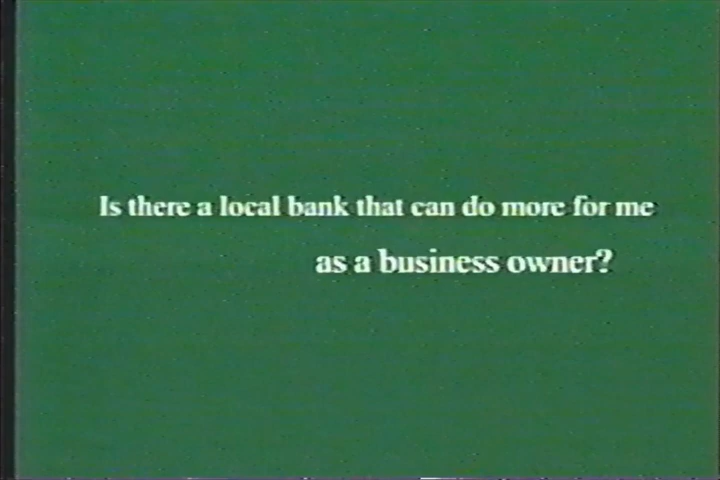 Is there a local bank that can do more for me
as a business owner?